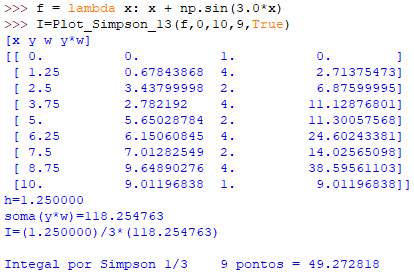 >>> f = lambda x: x + np.sin(3.0*x)
>>> I=Plot_Simpson_13(f,0,10,9,True)
[x y w y*w]
[[ 0. 0. 1. 0. ]
[ 1.25 0.67843868 4. 2.71375473]
[ 2.5 3.43799998 2. 6.87599995]
[ 3.75 2.782192 4. 11.12876801]
[ 5. 5.65028784 2. 11.30057568]
[ 6.25 6.15060845 4. 24.60243381]
[ 7.5 7.01282549 2. 14.02565098]
[ 8.75 9.64890276 4. 38.59561103]
[10. 9.01196838 1. 9.01196838]]
h=1.250000
soma(y*w)=118.254763
I=(1.250000)/3*(118.254763)
Integal por Simpson 1/3 9 pontos = 49.272818